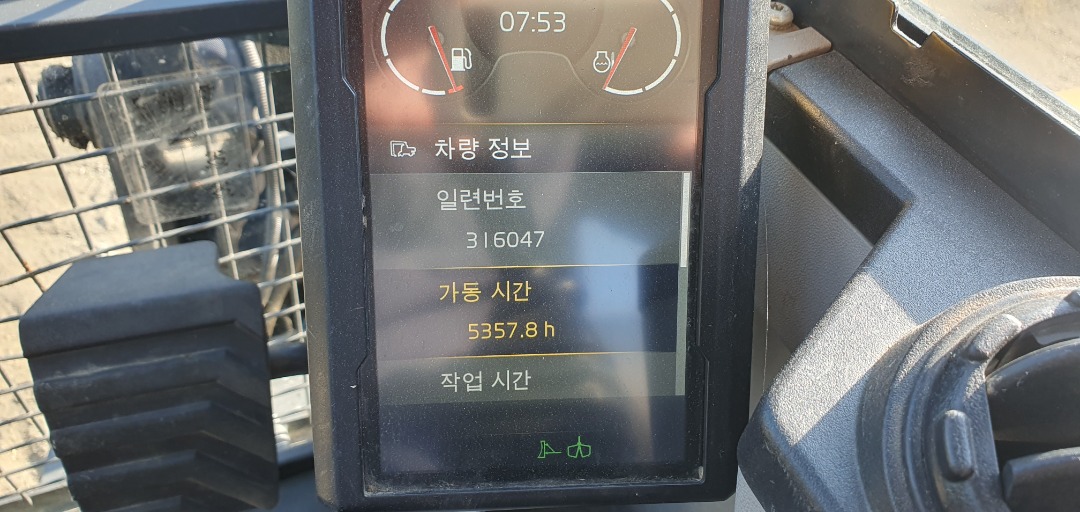 07:53
차량 정보
일련번호
316047
가동 시간
5357.8 h
작업 시간